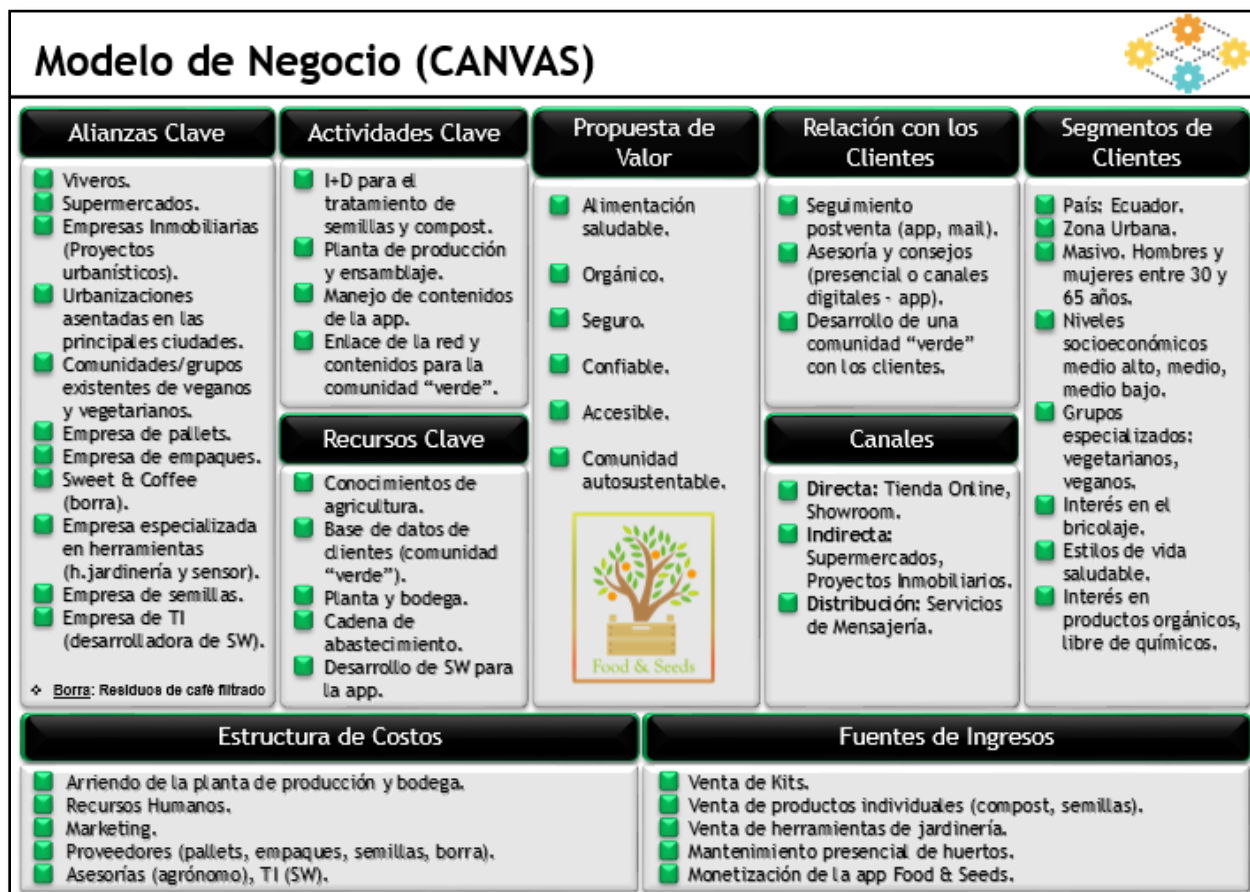 Modelo de Negocio (CANVAS)
Alianzas Clave
Viveros.
Supermercados.
Empresas Inmobiliarias
(Proyectos
urbanísticos).
Urbanizaciones
asentadas en las
principales ciudades.
Comunidades/grupos
existentes de veganos
y vegetarianos.
Empresa de pallets.
Empresa de empaques.
Sweet & Coffee
(borra).
Empresa especializada
en herramientas
(h.jardinería y sensor).
Empresa de semillas.
Empresa de TI
(desarrolladora de SW).
❖ Borra: Residuos de café filtrado
Actividades Clave
I+D para el
tratamiento de
semillas y compost.
Planta de producción
y ensamblaje.
Manejo de contenidos
de la app.
Enlace de la red y
contenidos para la
comunidad “verde”.
Recursos Clave
Conocimientos de
agricultura.
Base de datos de
clientes (comunidad
“verde”).
Planta y bodega.
Cadena de
abastecimiento.
Desarrollo de SW para
la app.
Propuesta de
Valor
Alimentación
saludable.
Orgánico.
Seguro.
Confiable.
Accesible.
Comunidad
autosustentable.
Food & Seeds
Relación con los
Clientes
Seguimiento
postventa (app, mail).
Asesoría y consejos
(presencial o canales
digitales - app).
Desarrollo de una
comunidad “verde”
con los clientes.
Canales
Directa: Tienda Online,
Showroom.
Indirecta:
Supermercados,
Proyectos Inmobiliarios.
Distribución: Servicios
de Mensajería.
Segmentos de
Clientes
País: Ecuador.
Zona Urbana.
Masivo. Hombres y
mujeres entre 30 y
65 años.
Niveles
socioeconómicos
medio alto, medio,
medio bajo.
Grupos
especializados:
vegetarianos,
veganos.
Interés en el
bricolaje.
Estilos de vida
saludable.
Interés en
productos orgánicos,
libre de químicos.
Estructura de Costos
Arriendo de la planta de producción y bodega.
Recursos Humanos.
Marketing.
Proveedores (pallets, empaques, semillas, borra).
Asesorías (agrónomo), TI (SW).
Fuentes de Ingresos
Venta de Kits.
Venta de productos individuales (compost, semillas).
Venta de herramientas de jardinería.
Mantenimiento presencial de huertos.
Monetización de la app Food & Seeds.